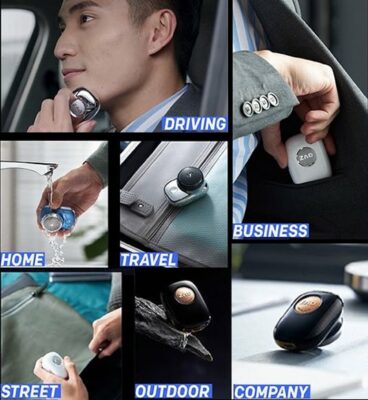 DRIVING
BUSINESS
HOME
TRAVEL
STREET
OUTDOOR
COMPANY